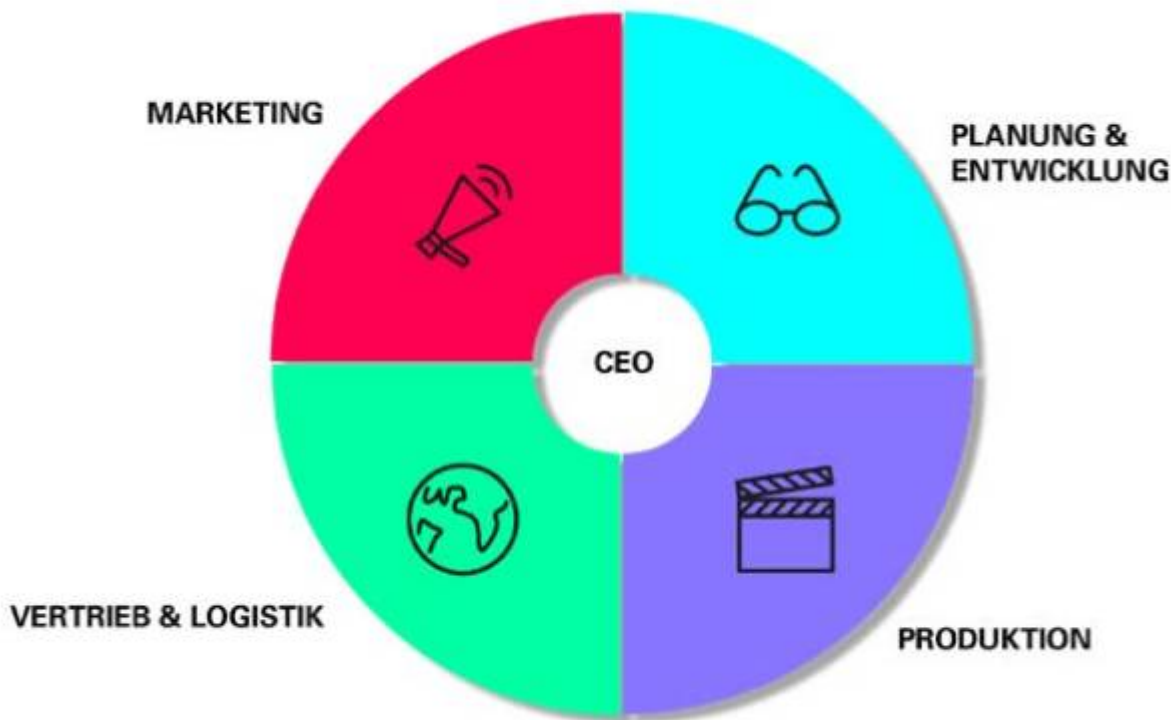 MARKETING
PLANUNG &
ENTWICKLUNG
CEO
VERTRIEB & LOGISTIK
PRODUKTION